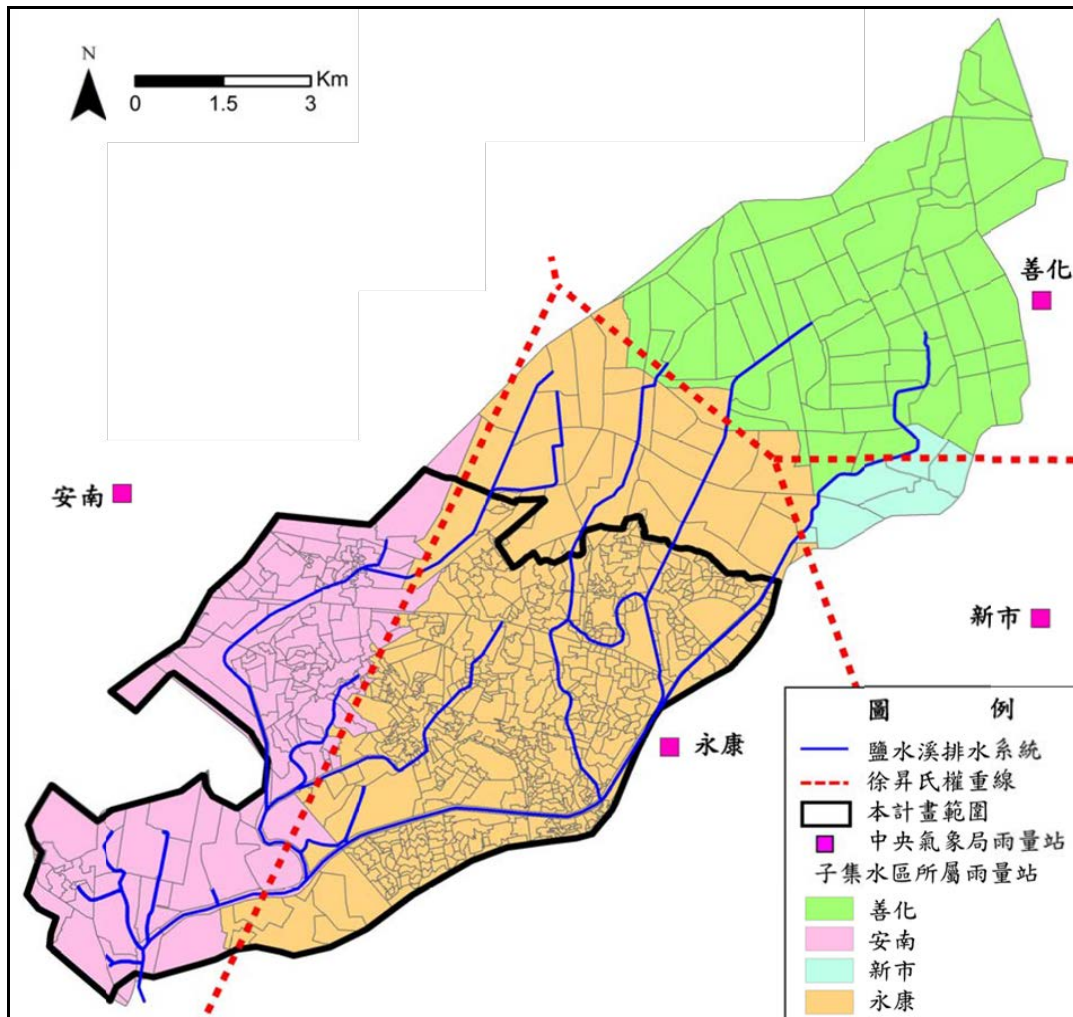 N
Km
0 1.5 3
善化
安南
新市
永康
圖 例
鹽水溪排水系統
徐昇氏權重線
本計畫範圍
中央氣象局雨量站
子集水區所屬雨量站
善化
安南
新市
永康